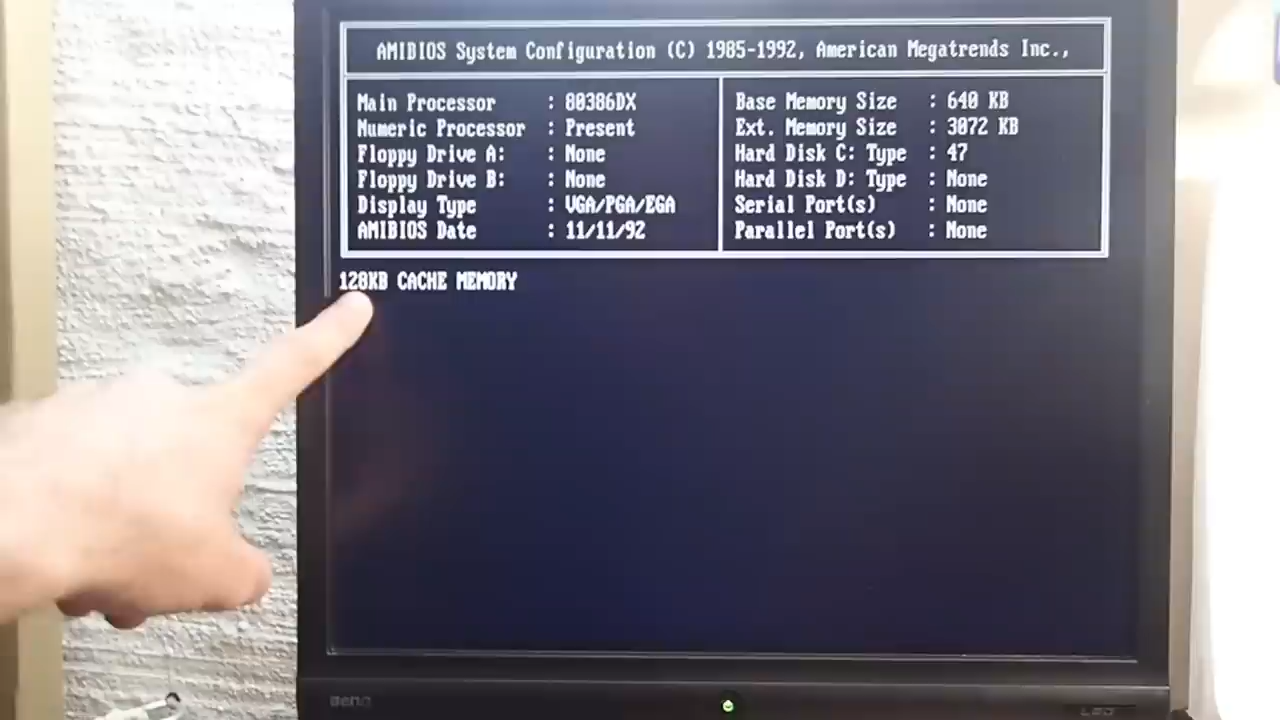 AMIBIOS System Configuration (C) 1985-1992, American Megatrends Inc.,
Main Processor : 80386DX
Numeric Processor : Present
Floppy Drive A: : None
Floppy Drive B: : None
Display Type : VGA/PGA/EGA
AMIBIOS Date : 11/11/92
Base Memory Size : 640 KB
Ext. Memory Size : 3072 KB
Hard Disk C: Type : 47
Hard Disk D: Type : None
Serial Port(s) : None
Parallel Port(s) : None
128KB CACHE MEMORY
BenQ
LED